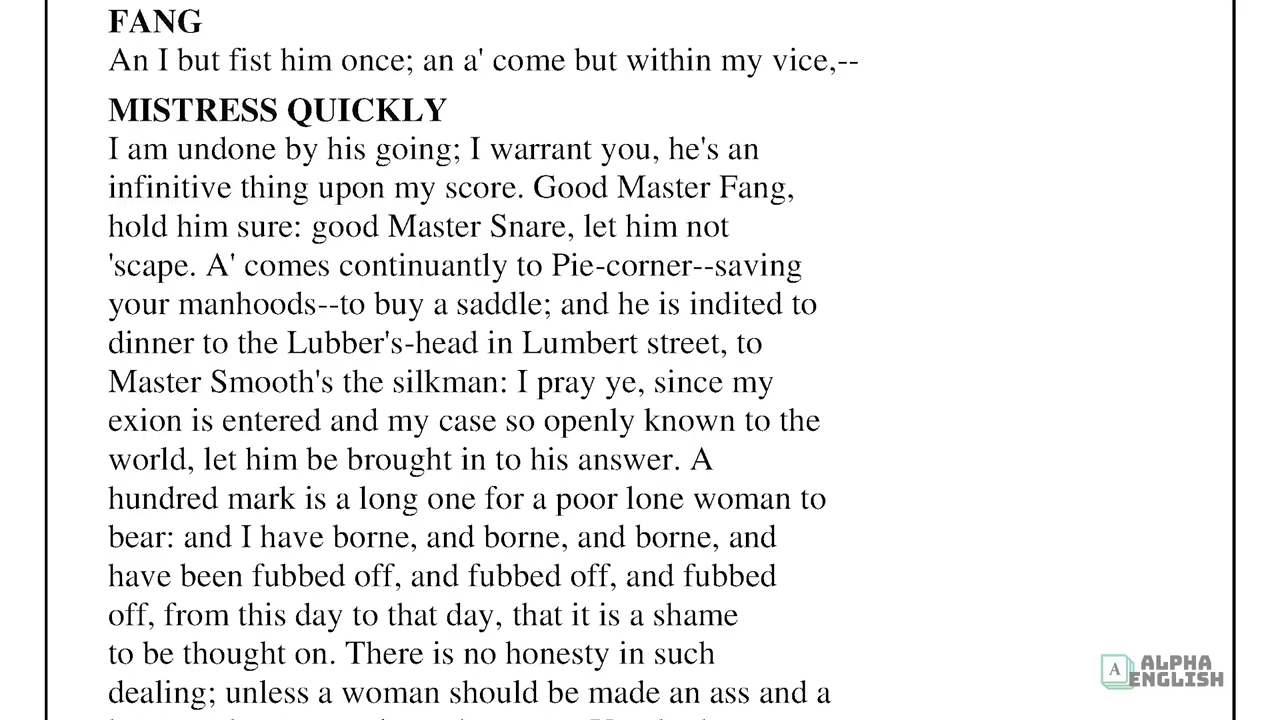 FANG
An I but fist him once; an a' come but within my vice,--
MISTRESS QUICKLY
I am undone by his going; I warrant you, he's an
infinitive thing upon my score. Good Master Fang,
hold him sure: good Master Snare, let him not
'scape. A' comes continuantly to Pie-corner--saving
your manhoods--to buy a saddle; and he is indited to
dinner to the Lubber's-head in Lumbert street, to
Master Smooth's the silkman: I pray ye, since my
exion is entered and my case so openly known to the
world, let him be brought in to his answer. A
hundred mark is a long one for a poor lone woman to
bear: and I have borne, and borne, and borne, and
have been fubbed off, and fubbed off, and fubbed
off, from this day to that day, that it is a shame
to be thought on. There is no honesty in such
dealing; unless a woman should be made an ass and a
A ALPHA
ENGLISH